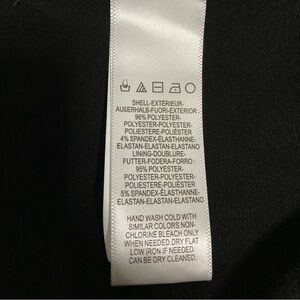 SHELL-EXTÉRIEUR-
AUßERHALB-FUORI-EXTERIOR:
96% POLYESTER-
POLYESTER-POLYESTER-
POLIESTERE-POLIÉSTER
4% SPANDEX-ÉLASTHANNE-
ELASTAN-ELASTAN-ELASTANO
LINING-DOUBLURE-
FUTTER-FODERA-FORRO:
95% POLYESTER-
POLYESTER-POLYESTER-
POLIESTERE-POLIÉSTER
5% SPANDEX-ÉLASTHANNE-
ELASTAN-ELASTAN-ELASTANO
HAND WASH COLD WITH
SIMILAR COLORS.NON-
CHLORINE BLEACH ONLY
WHEN NEEDED.DRY FLAT
LOW IRON IF NEEDED.
CAN BE DRY CLEANED.